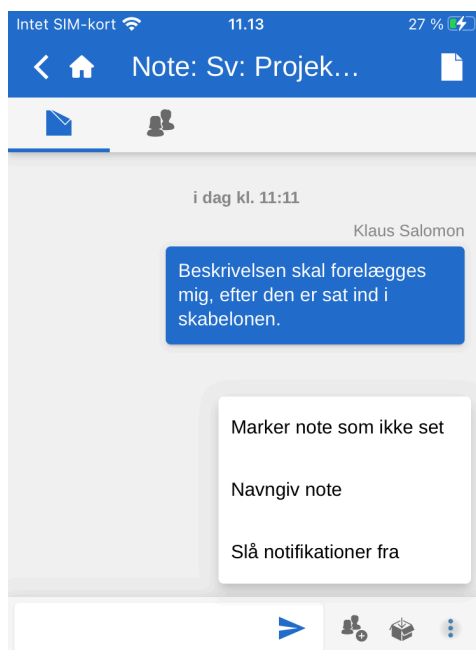 Intet SIM-kort 11.13 27 %
Note: Sv: Projek...
i dag kl. 11:11
Klaus Salomon
Beskrivelsen skal forelægges
mig, efter den er sat ind i
skabelonen.
Marker note som ikke set
Navngiv note
Slå notifikationer fra